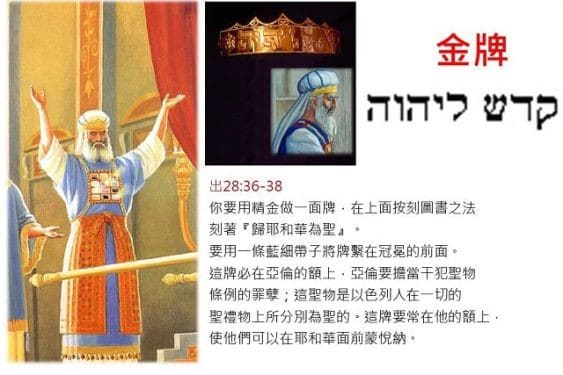 金牌
קדש ליהוה
出28:36-38
你要用精金做一面牌，在上面按刻圖書之法
刻著『歸耶和華為聖』。
要用一條藍細帶子將牌繫在冠冕的前面。
這牌必在亞倫的額上，亞倫要擔當干犯聖物
條例的罪孽；這聖物是以色列人在一切的
聖禮物上所分別為聖的。這牌要常在他的額上，
使他們可以在耶和華面前蒙悅納。